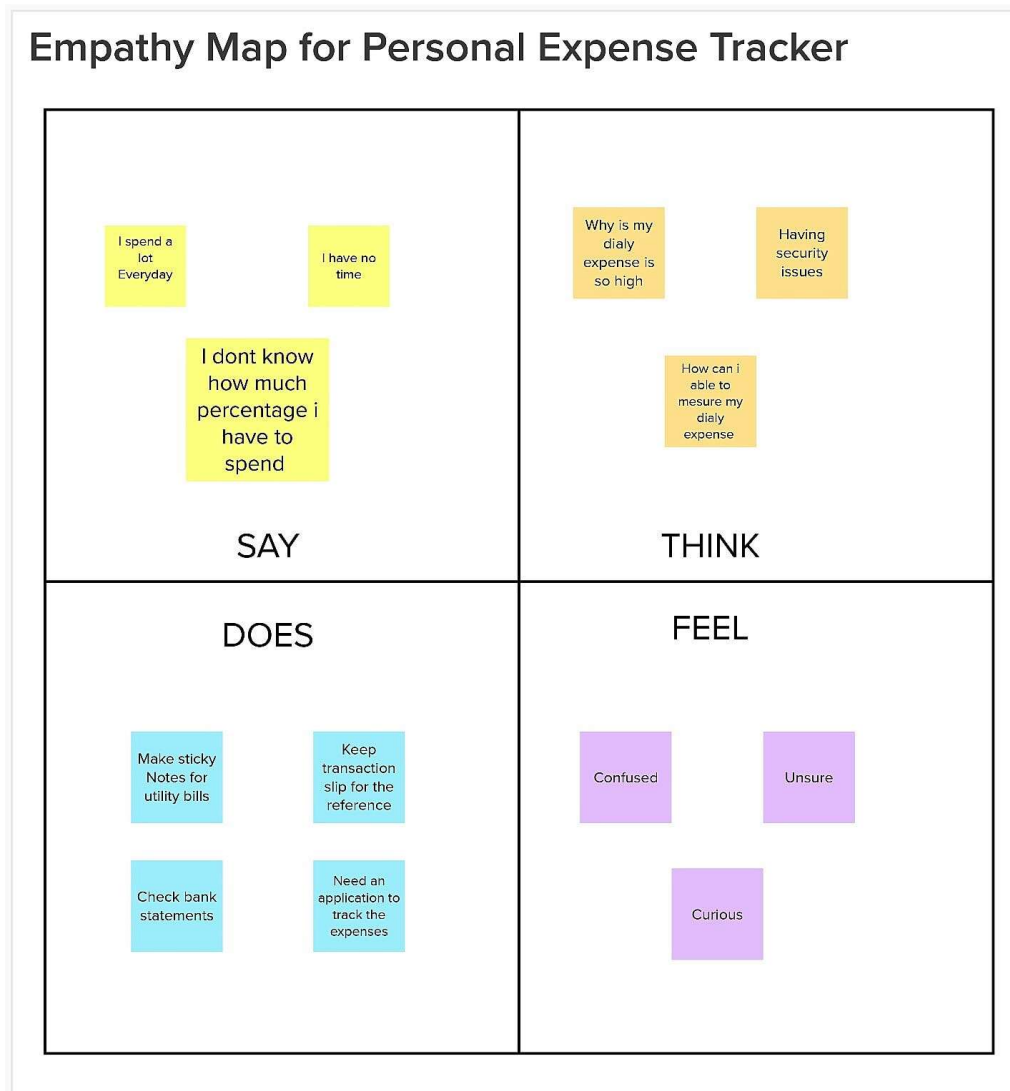 Empathy Map for Personal Expense Tracker
I spend a
lot
Everyday
I have no
time
I dont know
how much
percentage i
have to
spend
SAY
Why is my
dialy
expense is
so high
Having
security
issues
How can i
able to
mesure my
dialy
expense
THINK
DOES
Make sticky
Notes for
utility bills
Keep
transaction
slip for the
reference
Check bank
statements
Need an
application to
track the
expenses
FEEL
Confused
Unsure
Curious